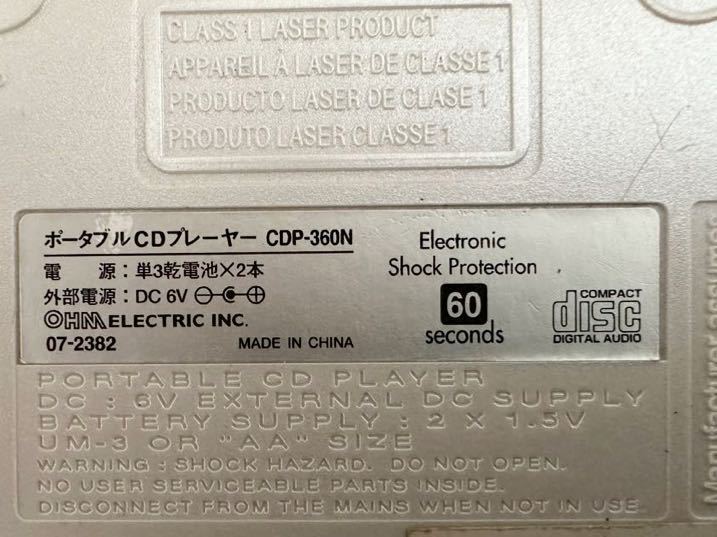 CLASS 1 LASER PRODUCT
APPAREIL À LASER DE CLASSE 1
PRODUCTO LASER DE CLASE 1
PRODUTO LASER CLASSE 1
ポータブルCDプレーヤー CDP-360N
電　源：単3乾電池×2本
外部電源：DC 6V
OHM ELECTRIC INC.
07-2382 MADE IN CHINA
Electronic
Shock Protection
60
seconds
COMPACT
disc
DIGITAL AUDIO
PORTABLE CD PLAYER
DC : 6V EXTERNAL DC SUPPLY
BATTERY SUPPLY : 2 X 1.5V
UM-3 OR "AA" SIZE
WARNING : SHOCK HAZARD. DO NOT OPEN.
NO USER SERVICEABLE PARTS INSIDE.
DISCONNECT FROM THE MAINS WHEN NOT IN USE.
Manufacturer assumes